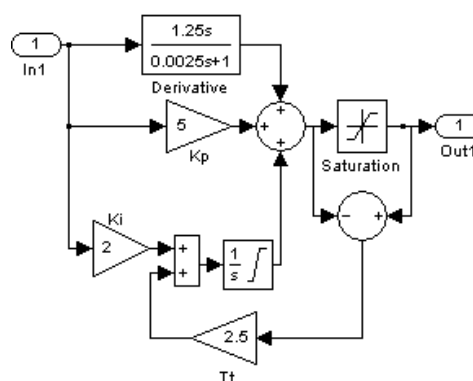 1
In1
1.25s
0.0025s+1
Derivative
5
Kp
+
+
+
Saturation
1
Out1
− +
Ki
2
+
+
1
s
2.5
Tt